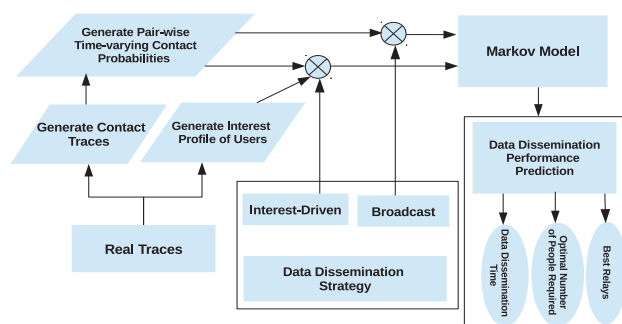 Generate Pair-wise
Time-varying Contact
Probabilities
Markov Model
Generate Contact
Traces
Generate Interest
Profile of Users
Data Dissemination
Performance
Prediction
Interest-Driven
Broadcast
Real Traces
Data Dissemination
Strategy
Data Dissemination
Time
Optimal Number
of People Required
Best Relays